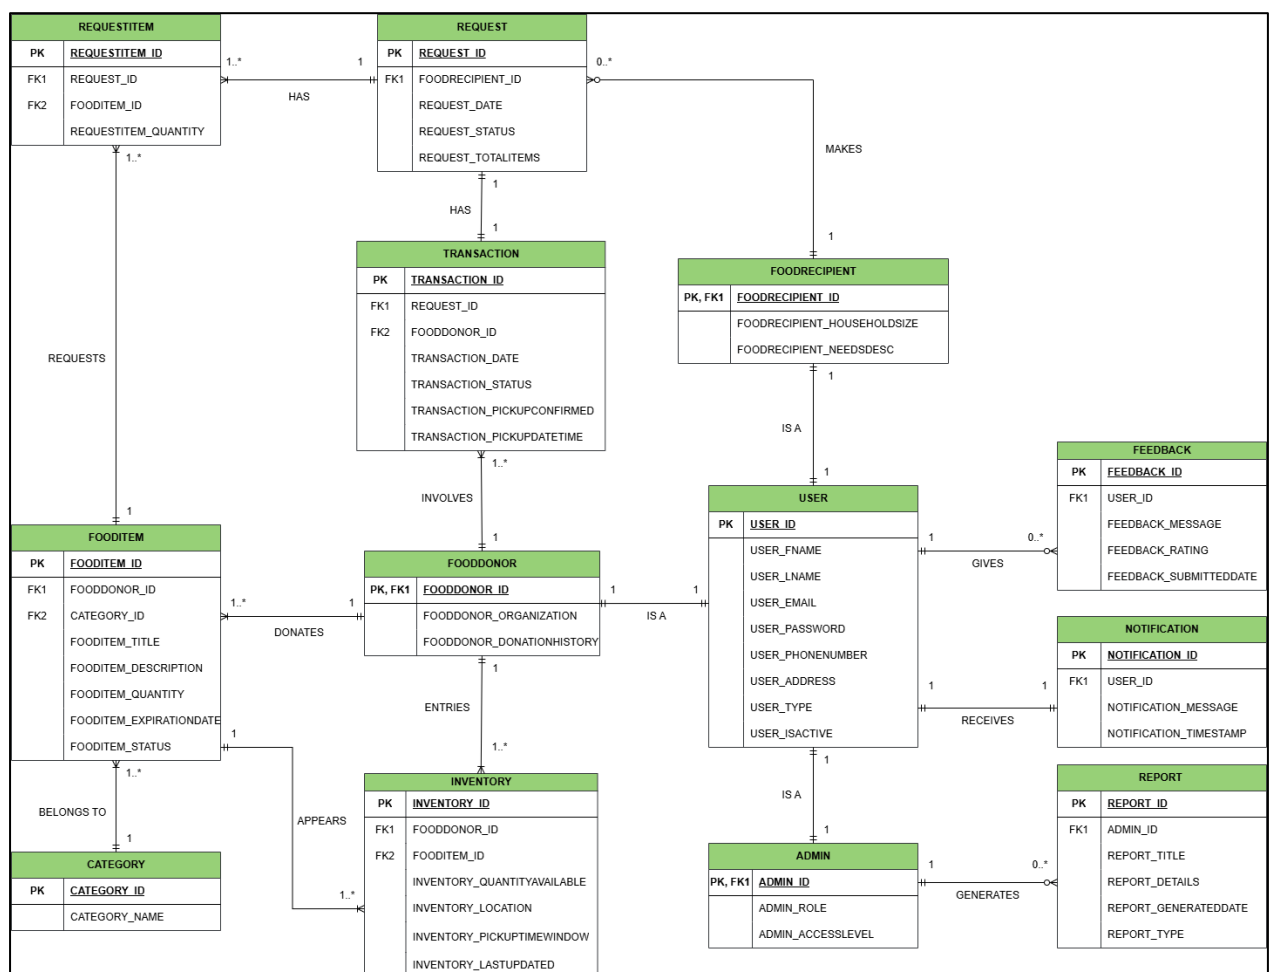 REQUESTITEM
PK REQUESTITEM_ID
FK1 REQUEST_ID
FK2 FOODITEM_ID
REQUESTITEM_QUANTITY
1..*
1
HAS
1..*
REQUEST
PK REQUEST_ID
FK1 FOODRECIPIENT_ID
REQUEST_DATE
REQUEST_STATUS
REQUEST_TOTALITEMS
0..*
MAKES
1
1
HAS
1
TRANSACTION
PK TRANSACTION_ID
FK1 REQUEST_ID
FK2 FOODDONOR_ID
TRANSACTION_DATE
TRANSACTION_STATUS
TRANSACTION_PICKUPCONFIRMED
TRANSACTION_PICKUPDATETIME
1..*
INVOLVES
1
FOODRECIPIENT
PK, FK1 FOODRECIPIENT_ID
FOODRECIPIENT_HOUSEHOLDSIZE
FOODRECIPIENT_NEEDSDESC
1
IS A
1
REQUESTS
1
FOODITEM
PK FOODITEM_ID
FK1 FOODDONOR_ID
FK2 CATEGORY_ID
FOODITEM_TITLE
FOODITEM_DESCRIPTION
FOODITEM_QUANTITY
FOODITEM_EXPIRATIONDATE
FOODITEM_STATUS
1..*
1
DONATES
FOODDONOR
PK, FK1 FOODDONOR_ID
FOODDONOR_ORGANIZATION
FOODDONOR_DONATIONHISTORY
1
1
IS A
USER
PK USER_ID
USER_FNAME
USER_LNAME
USER_EMAIL
USER_PASSWORD
USER_PHONENUMBER
USER_ADDRESS
USER_TYPE
USER_ISACTIVE
1
0..*
GIVES
FEEDBACK
PK FEEDBACK_ID
FK1 USER_ID
FEEDBACK_MESSAGE
FEEDBACK_RATING
FEEDBACK_SUBMITTEDDATE
1
1
RECEIVES
NOTIFICATION
PK NOTIFICATION_ID
FK1 USER_ID
NOTIFICATION_MESSAGE
NOTIFICATION_TIMESTAMP
1
ENTRIES
1..*
1
APPEARS
1..*
1..*
BELONGS TO
1
CATEGORY
PK CATEGORY_ID
CATEGORY_NAME
INVENTORY
PK INVENTORY_ID
FK1 FOODDONOR_ID
FK2 FOODITEM_ID
INVENTORY_QUANTITYAVAILABLE
INVENTORY_LOCATION
INVENTORY_PICKUPTIMEWINDOW
INVENTORY_LASTUPDATED
1
IS A
1
ADMIN
PK, FK1 ADMIN_ID
ADMIN_ROLE
ADMIN_ACCESSLEVEL
1
0..*
GENERATES
REPORT
PK REPORT_ID
FK1 ADMIN_ID
REPORT_TITLE
REPORT_DETAILS
REPORT_GENERATEDDATE
REPORT_TYPE